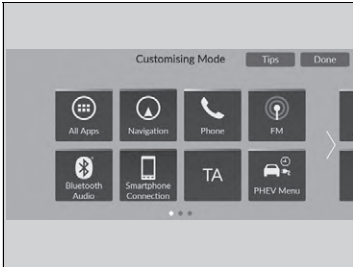 Customising Mode Tips Done
All Apps Navigation Phone FM
Bluetooth Smartphone TA PHEV Menu
Audio Connection